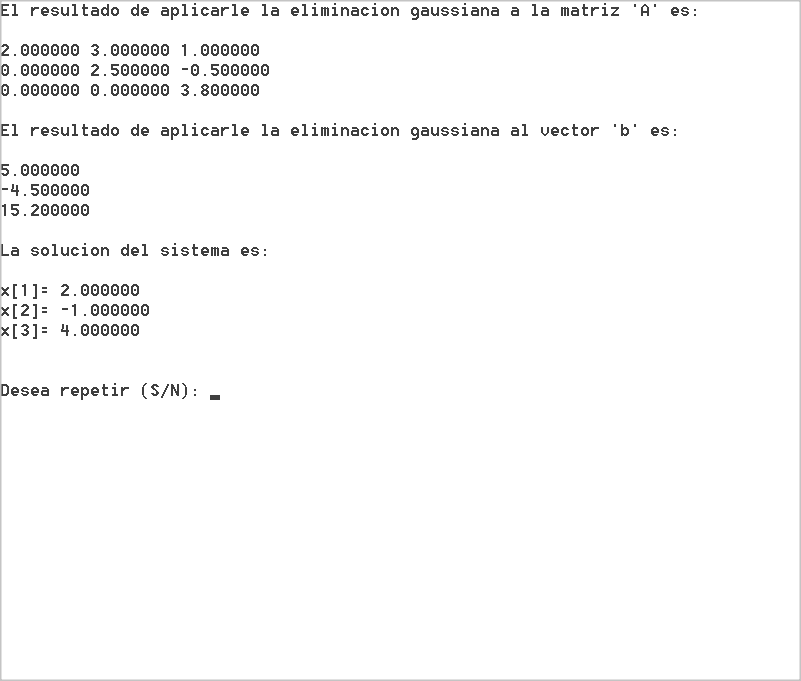 El resultado de aplicarle la eliminacion gaussiana a la matriz 'A' es:
2.000000 3.000000 1.000000
0.000000 2.500000 -0.500000
0.000000 0.000000 3.800000
El resultado de aplicarle la eliminacion gaussiana al vector 'b' es:
5.000000
-4.500000
15.200000
La solucion del sistema es:
x[1]= 2.000000
x[2]= -1.000000
x[3]= 4.000000
Desea repetir (S/N): _